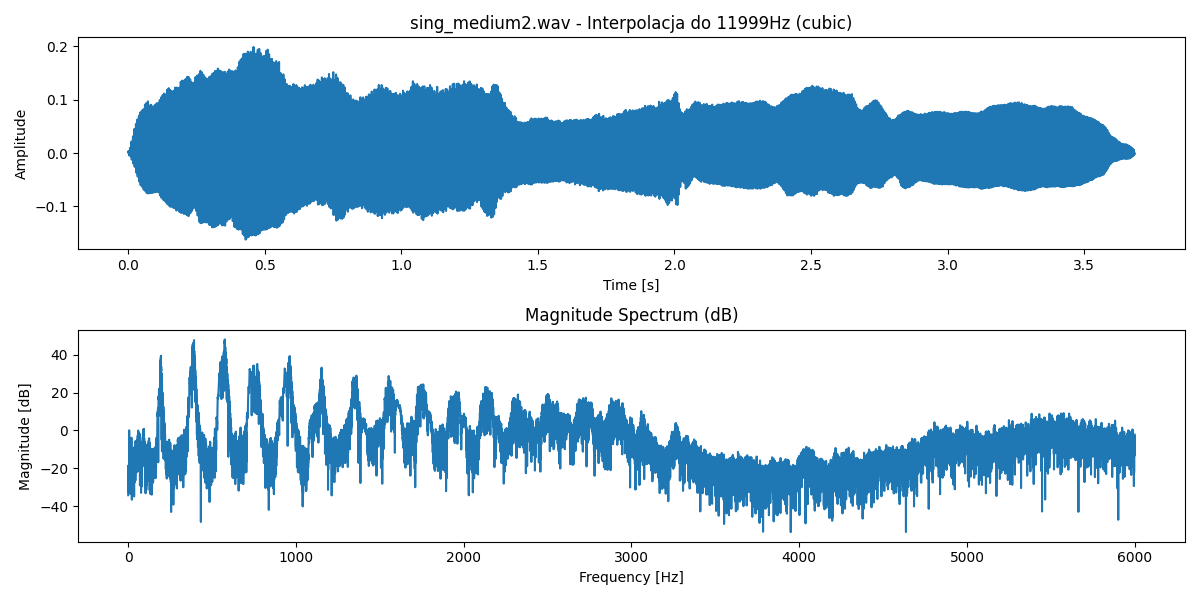 sing_medium2.wav - Interpolacja do 11999Hz (cubic)
Amplitude
0.2
0.1
0.0
−0.1
0.0 0.5 1.0 1.5 2.0 2.5 3.0 3.5
Time [s]
Magnitude Spectrum (dB)
Magnitude [dB]
40
20
0
−20
−40
0 1000 2000 3000 4000 5000 6000
Frequency [Hz]